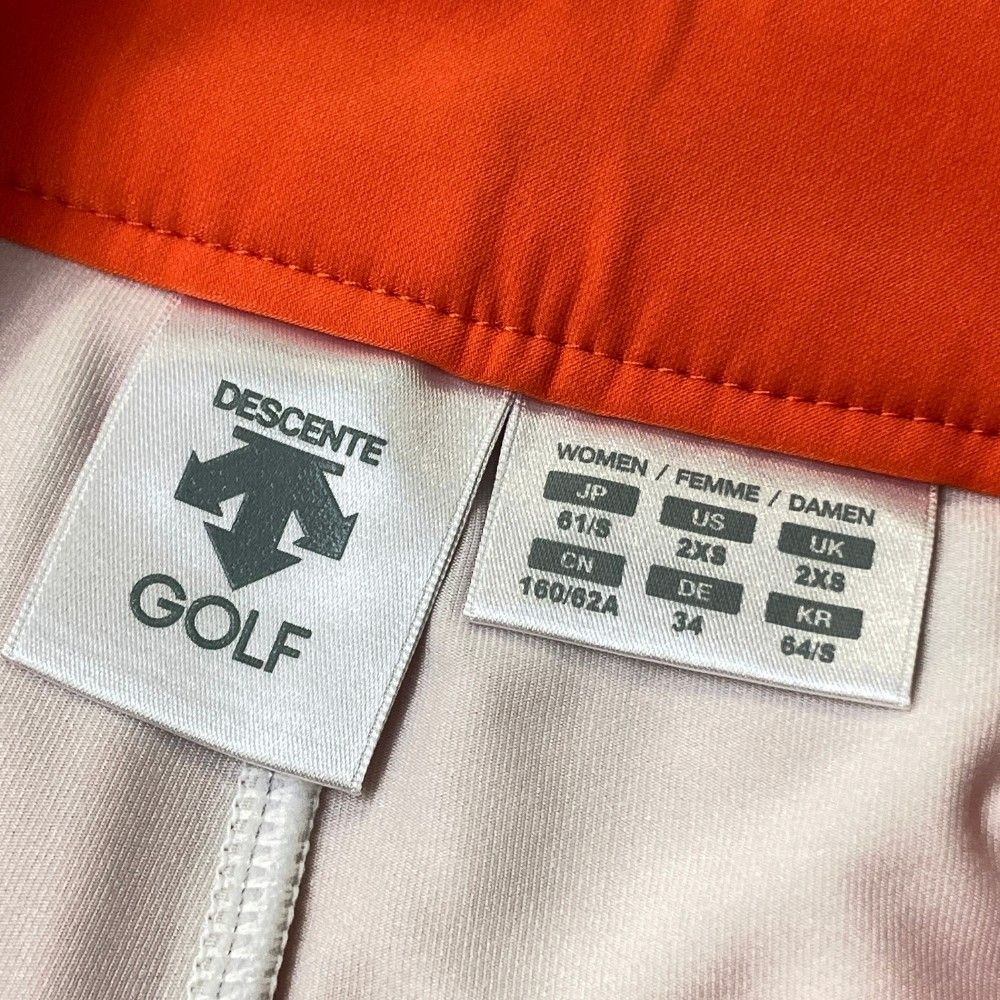 DESCENTE
GOLF
WOMEN / FEMME / DAMEN
JP US UK
61/S 2XS 2XS
CN DE KR
160/62A 34 64/S